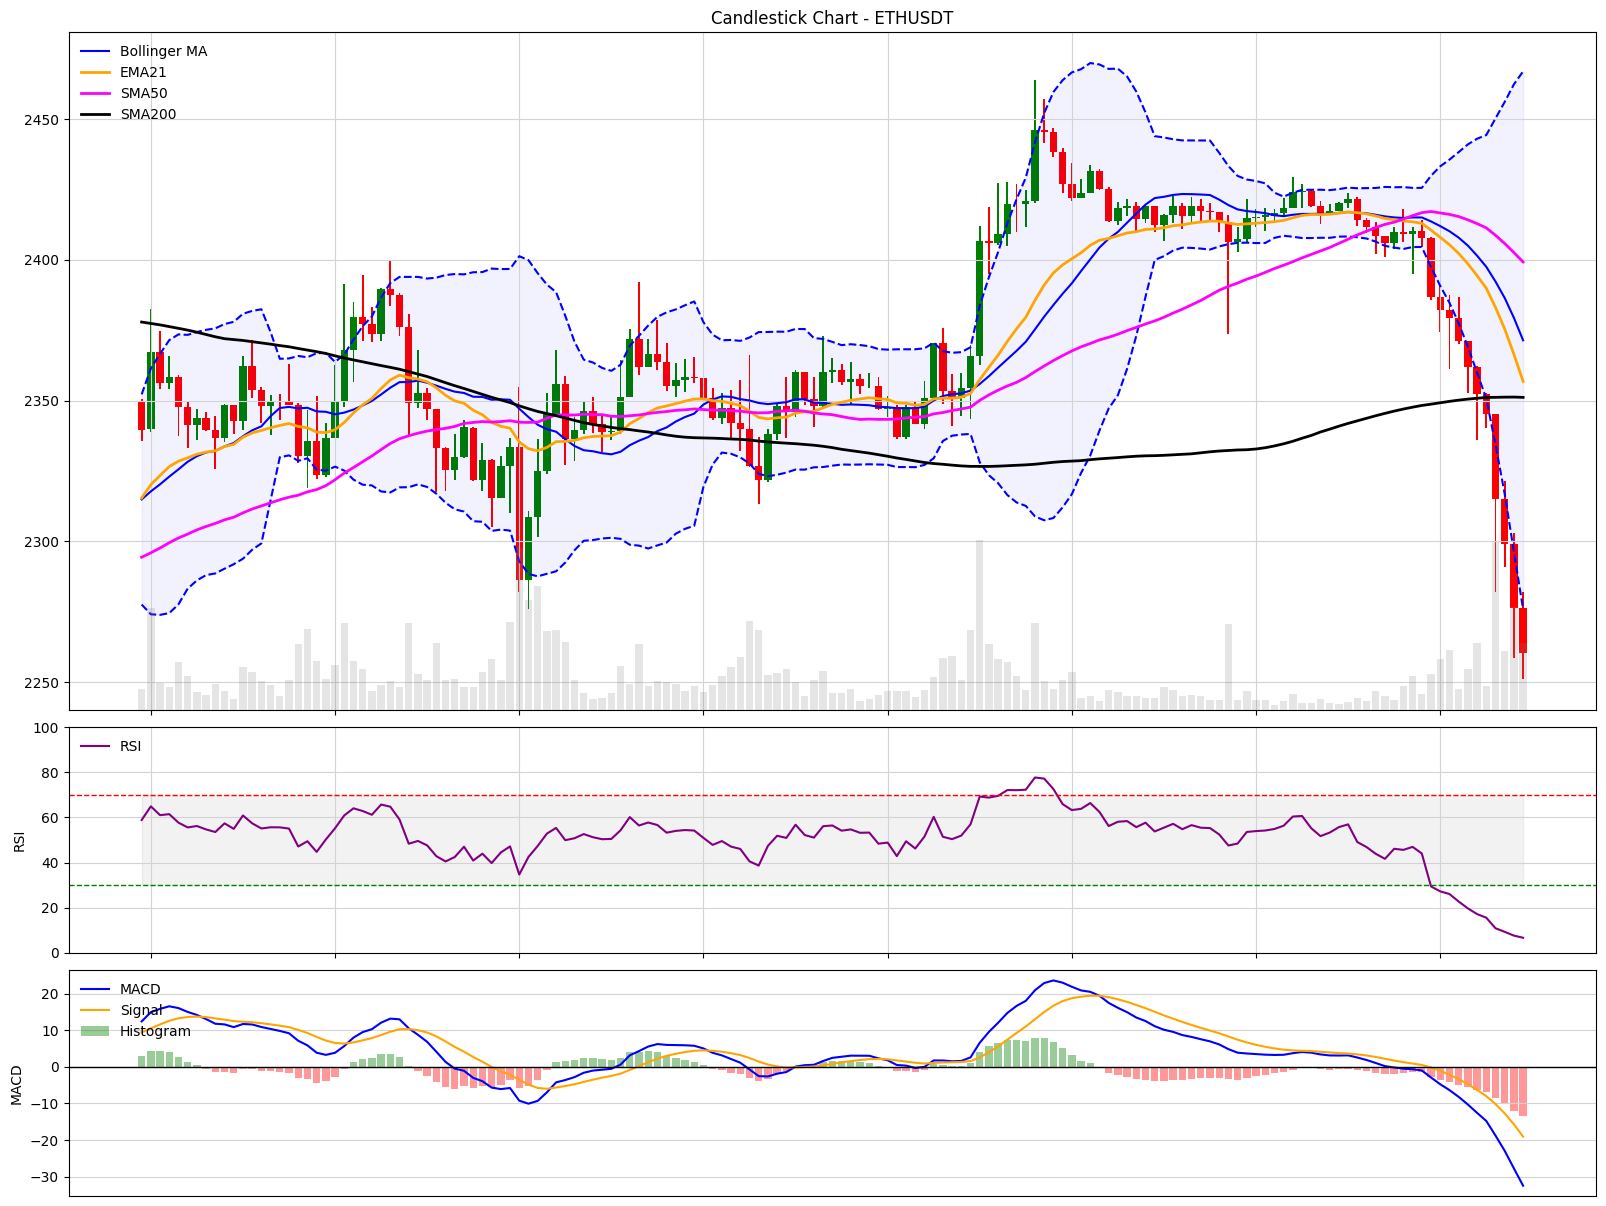 Candlestick Chart - ETHUSDT
Bollinger MA
EMA21
SMA50
SMA200
2450
2400
2350
2300
2250
RSI
100
80
60
40
20
0
RSI
MACD
Signal
Histogram
20
10
0
−10
−20
−30
MACD